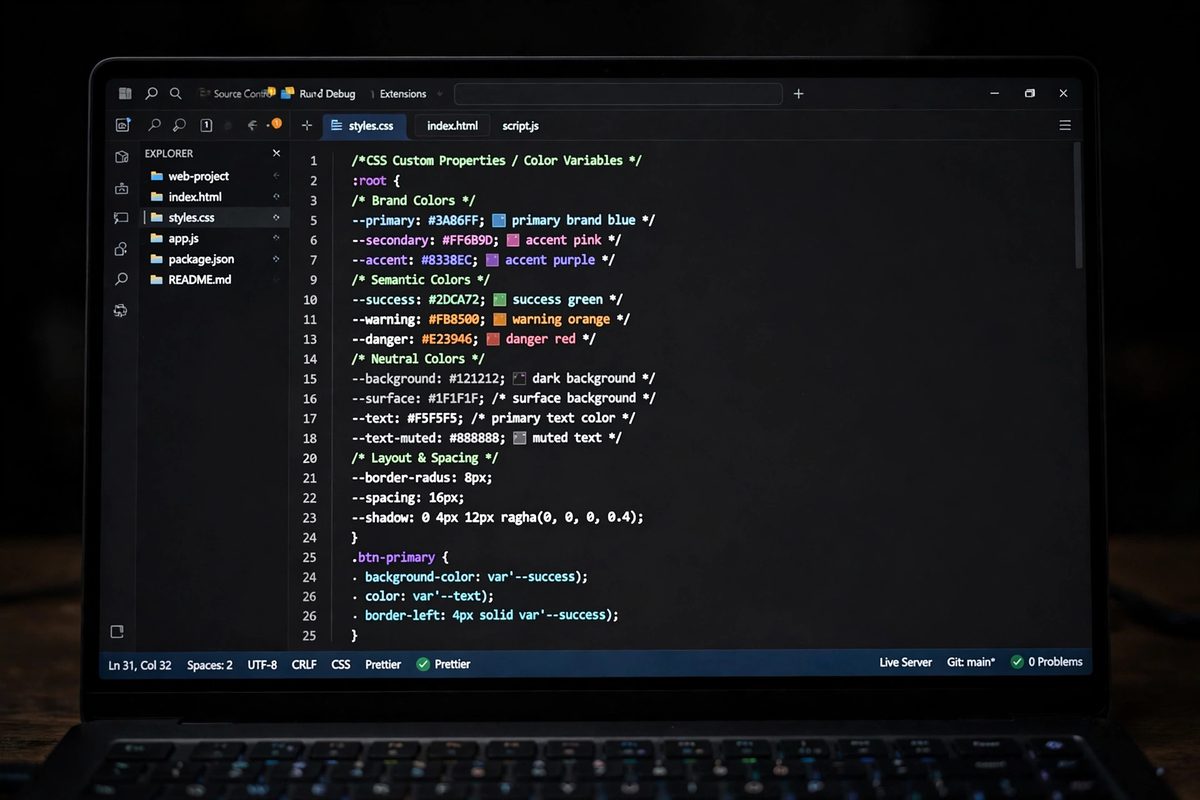 Source Contro Run d Debug Extensions
1 1 styles.css index.html script.js
EXPLORER
web-project
index.html
styles.css
app.js
package.json
README.md
1 /*CSS Custom Properties / Color Variables */
2 :root {
3 /* Brand Colors */
5 --primary: #3A86FF; primary brand blue */
6 --secondary: #FF6B9D; accent pink */
7 --accent: #8338EC; accent purple */
9 /* Semantic Colors */
10 --success: #2DCA72; success green */
11 --warning: #FB8500; warning orange */
13 --danger: #E23946; danger red */
14 /* Neutral Colors */
15 --background: #121212; dark background */
16 --surface: #1F1F1F; /* surface background */
17 --text: #F5F5F5; /* primary text color */
18 --text-muted: #888888; muted text */
20 /* Layout & Spacing */
21 --border-radus: 8px;
22 --spacing: 16px;
23 --shadow: 0 4px 12px ragha(0, 0, 0, 0.4);
24 }
25 .btn-primary {
24 . background-color: var'--success);
26 . color: var'--text);
26 . border-left: 4px solid var'--success);
25 }
Ln 31, Col 32 Spaces: 2 UTF-8 CRLF CSS Prettier Prettier Live Server Git: main* 0 Problems